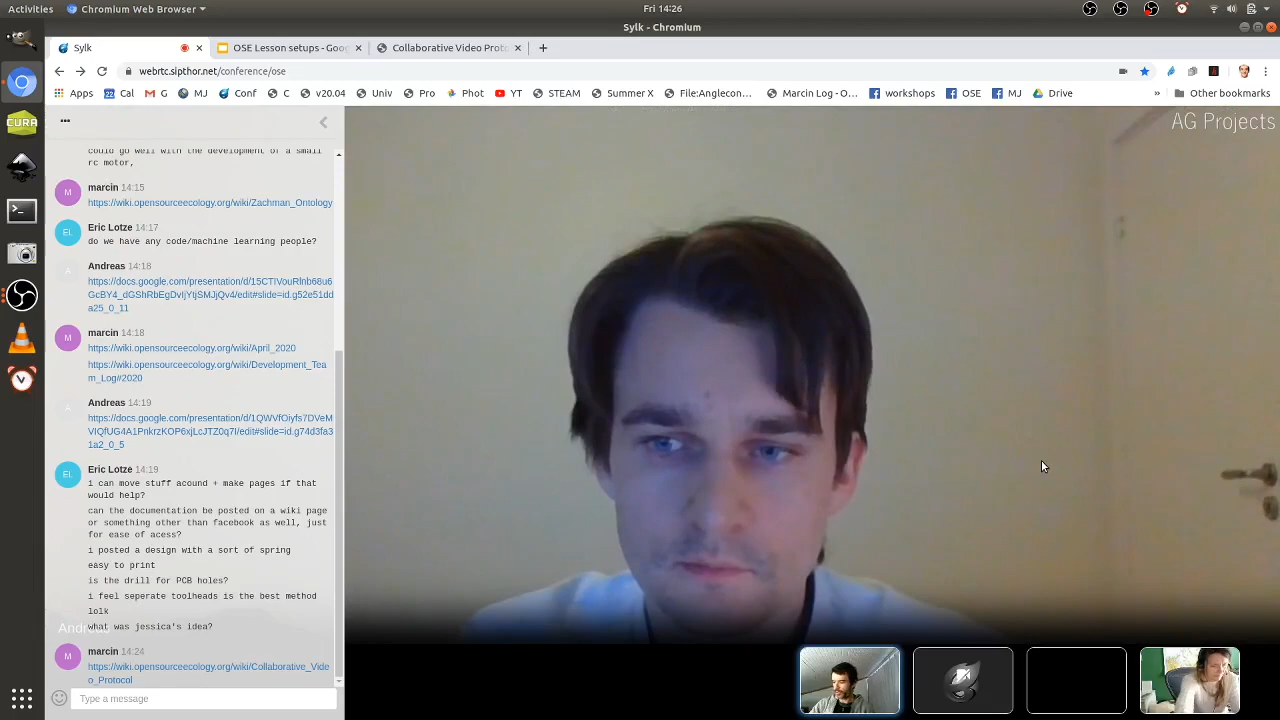 Activities
Chromium Web Browser
Fri 14:26
Sylk - Chromium
Sylk
OSE Lesson setups - Goo
Collaborative Video Proto
webrtc.sipthor.net/conference/ose
Apps
22 Cal
M G
MJ
Conf
C
v20.04
Univ
Pro
Phot
YT
STEAM
Summer X
File:Anglecon...
Marcin Log - O...
workshops
OSE
MJ
Drive
»
Other bookmarks
CURA
AG Projects
could go well with the development of a small
rc motor,
M
marcin 14:15
https://wiki.opensourceecology.org/wiki/Zachman_Ontology
EL
Eric Lotze 14:17
do we have any code/machine learning people?
A
Andreas 14:18
https://docs.google.com/presentation/d/15CTIVouRlnb68u6
GcBY4_dGShRbEgDvIjYtjSMJjQv4/edit#slide=id.g52e51dd
a25_0_11
M
marcin 14:18
https://wiki.opensourceecology.org/wiki/April_2020
https://wiki.opensourceecology.org/wiki/Development_Tea
m_Log#2020
A
Andreas 14:19
https://docs.google.com/presentation/d/1QWVfOiyfs7DVeM
VIQfUG4A1PnkrzKOP6xjLcJTZ0q7I/edit#slide=id.g74d3fa3
1a2_0_5
EL
Eric Lotze 14:19
i can move stuff acound + make pages if that
would help?
can the documentation be posted on a wiki page
or something other than facebook as well, just
for ease of acess?
i posted a design with a sort of spring
easy to print
is the drill for PCB holes?
i feel seperate toolheads is the best method
lolk
what was jessica's idea?
Andreas
M
marcin 14:24
https://wiki.opensourceecology.org/wiki/Collaborative_Vide
o_Protocol
Type a message